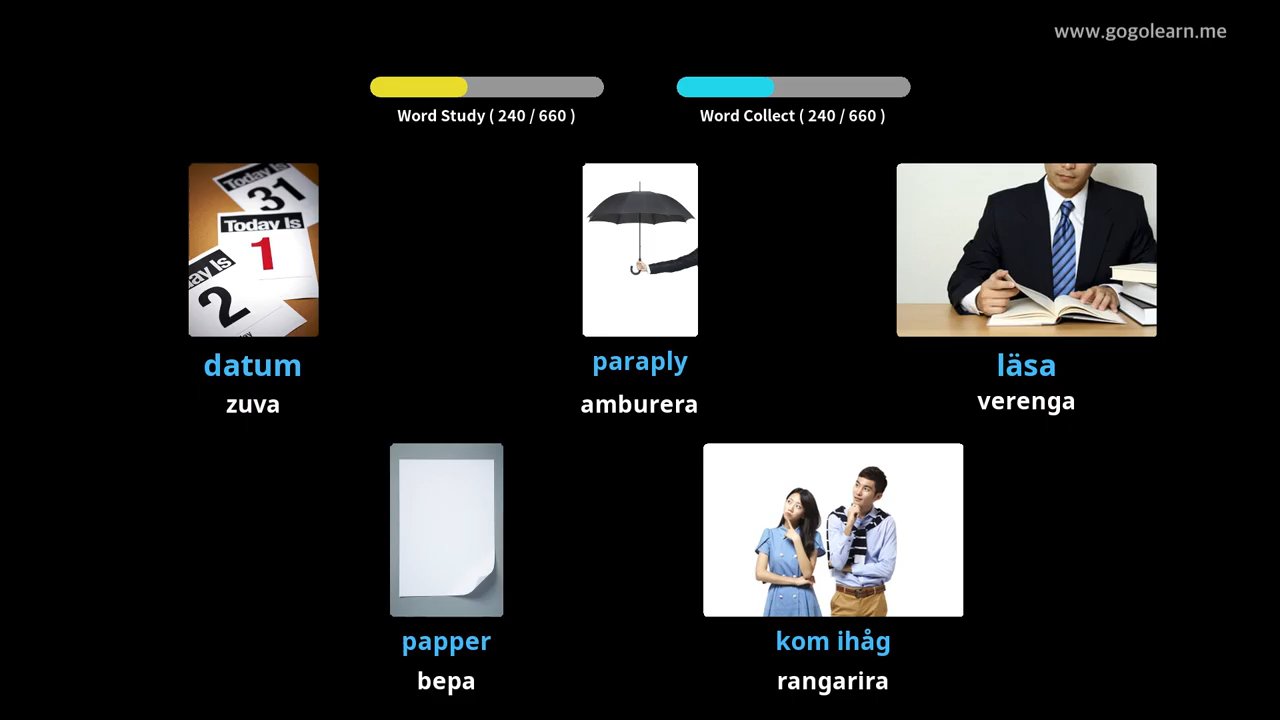 www.gogolearn.me
Word Study ( 240 / 660 )
Word Collect ( 240 / 660 )
Today Is
31
Today Is
1
ay Is
2
datum
zuva
paraply
amburera
läsa
verenga
papper
bepa
kom ihåg
rangarira